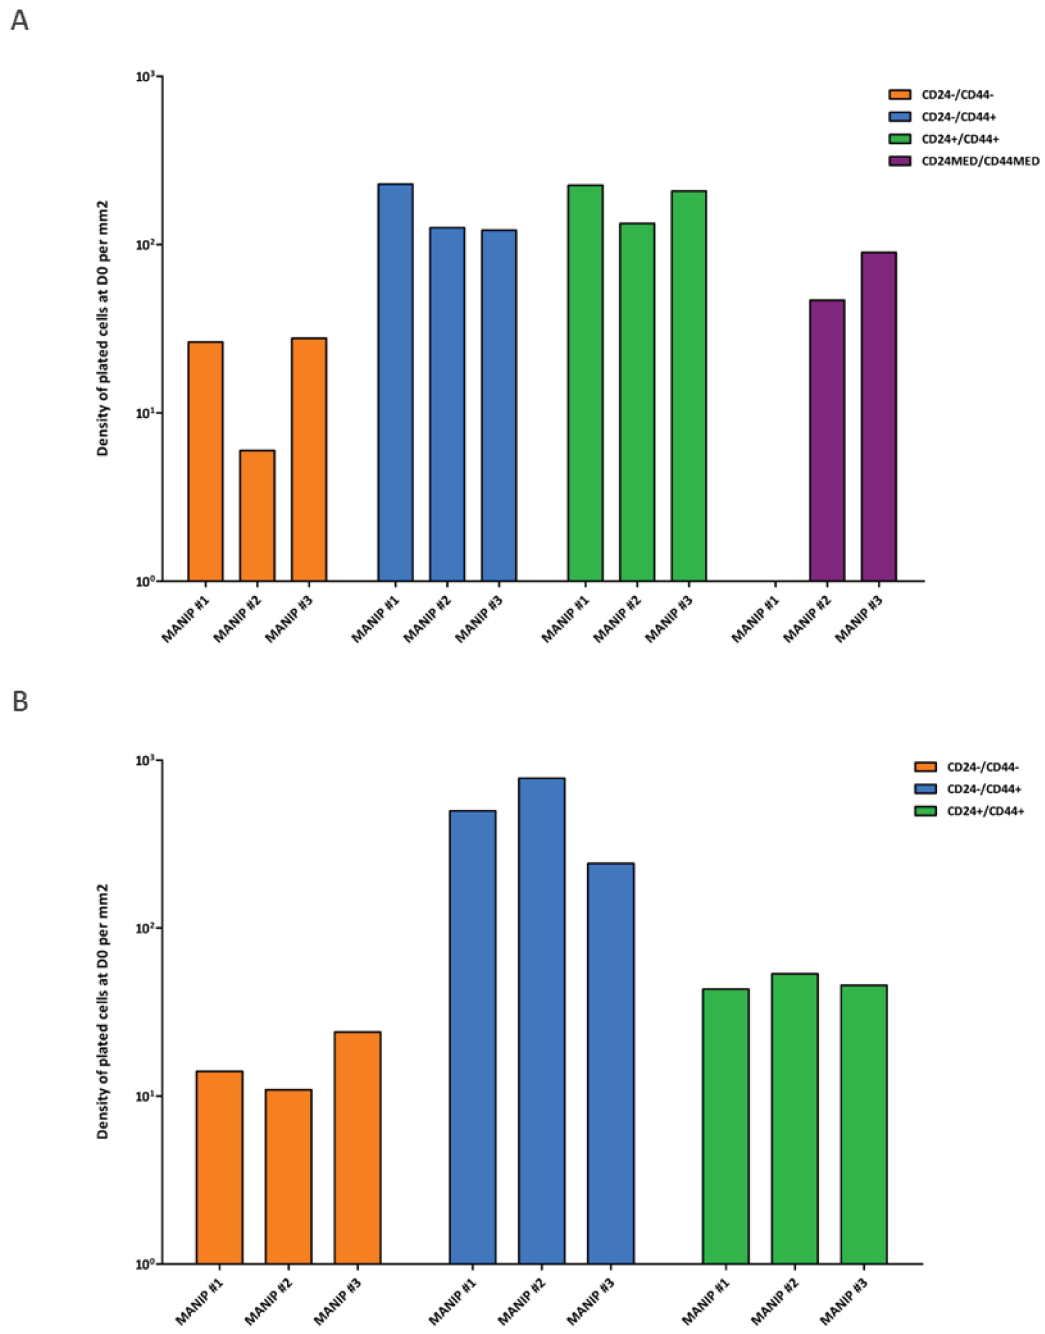 A
Density of plated cells at D0 per mm2
10³
10²
10¹
10⁰
CD24-/CD44-
CD24-/CD44+
CD24+/CD44+
CD24MED/CD44MED
MANIP #1
MANIP #2
MANIP #3
MANIP #1
MANIP #2
MANIP #3
MANIP #1
MANIP #2
MANIP #3
MANIP #1
MANIP #2
MANIP #3
B
Density of plated cells at D0 per mm2
10³
10²
10¹
10⁰
CD24-/CD44-
CD24-/CD44+
CD24+/CD44+
MANIP #1
MANIP #2
MANIP #3
MANIP #1
MANIP #2
MANIP #3
MANIP #1
MANIP #2
MANIP #3